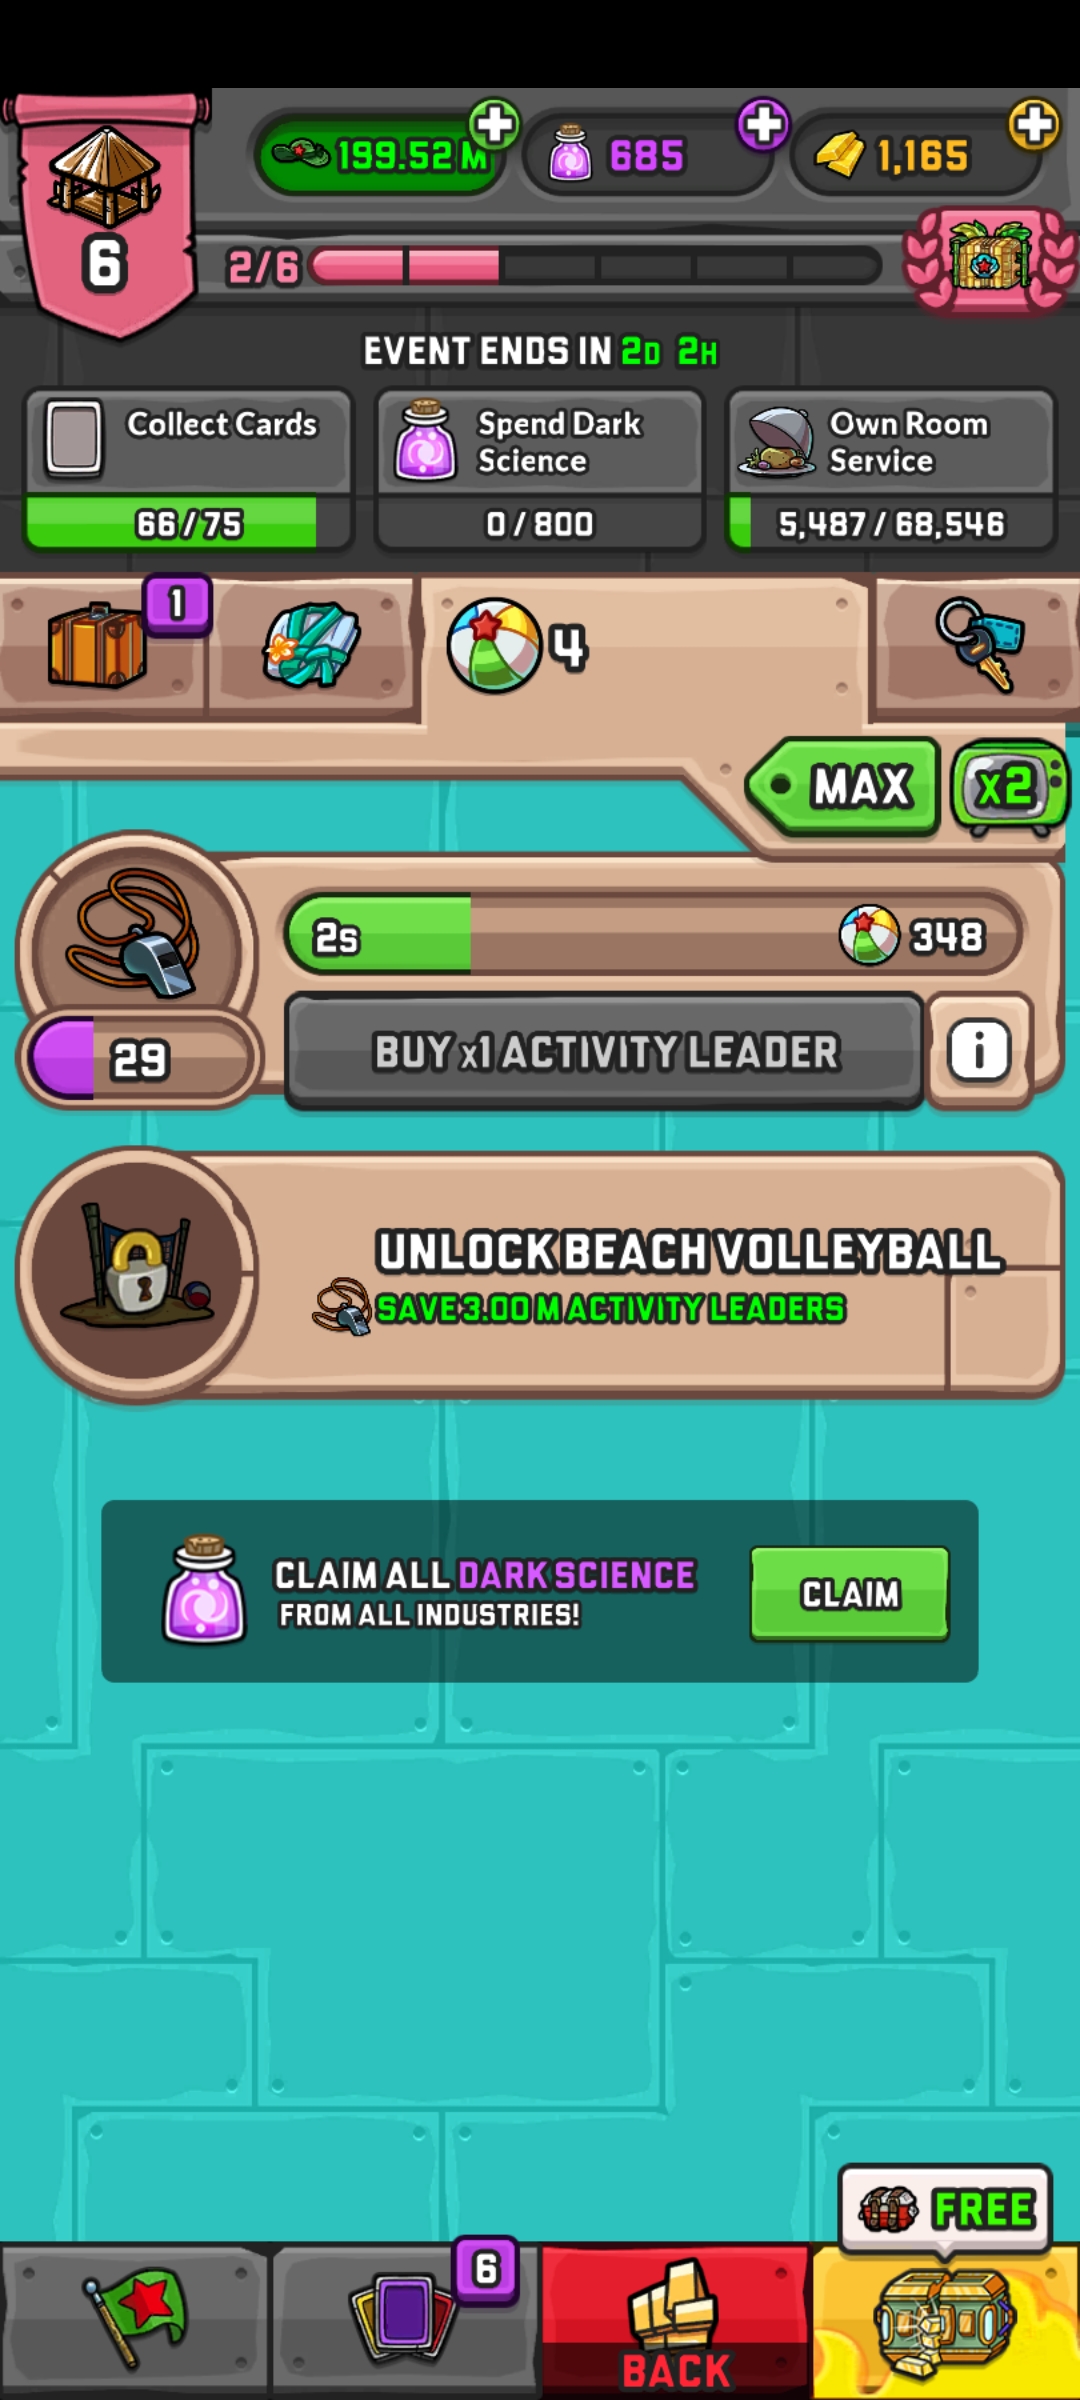 199.52 M
685
1,165
6
2/6
EVENT ENDS IN 2D 2H
Collect Cards
66/75
Spend Dark
Science
0/800
Own Room
Service
5,487/68,546
1
4
MAX
x2
2s
348
29
BUY x1 ACTIVITY LEADER
i
UNLOCK BEACH VOLLEYBALL
SAVE 3.00 M ACTIVITY LEADERS
CLAIM ALL DARK SCIENCE
FROM ALL INDUSTRIES!
CLAIM
FREE
6
BACK